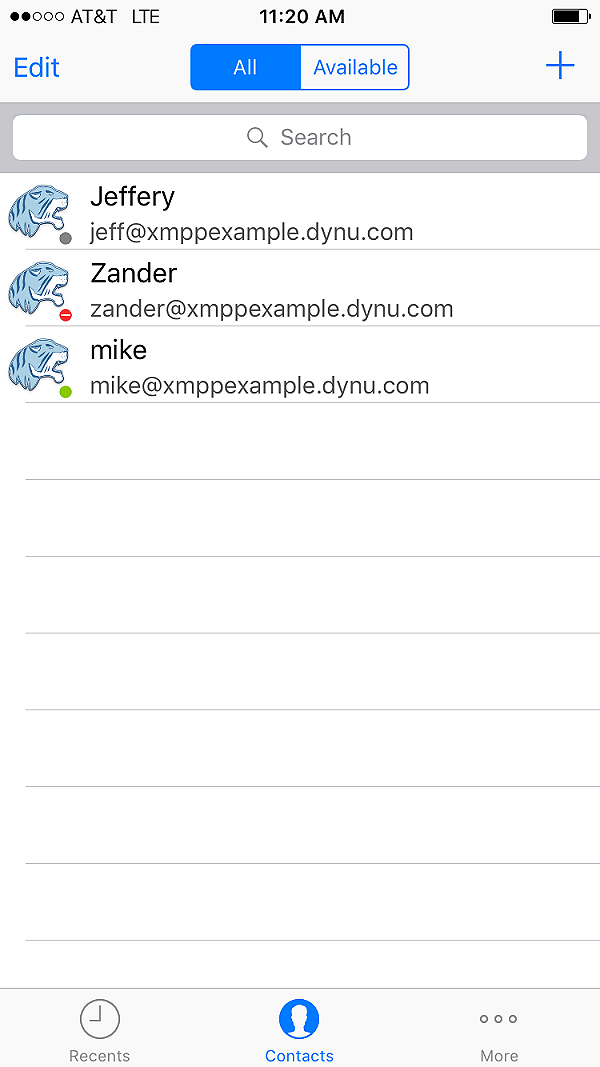 AT&T LTE 11:20 AM
Edit All Available
Search
Jeffery
jeff@xmppexample.dynu.com
Zander
zander@xmppexample.dynu.com
mike
mike@xmppexample.dynu.com
Recents Contacts More